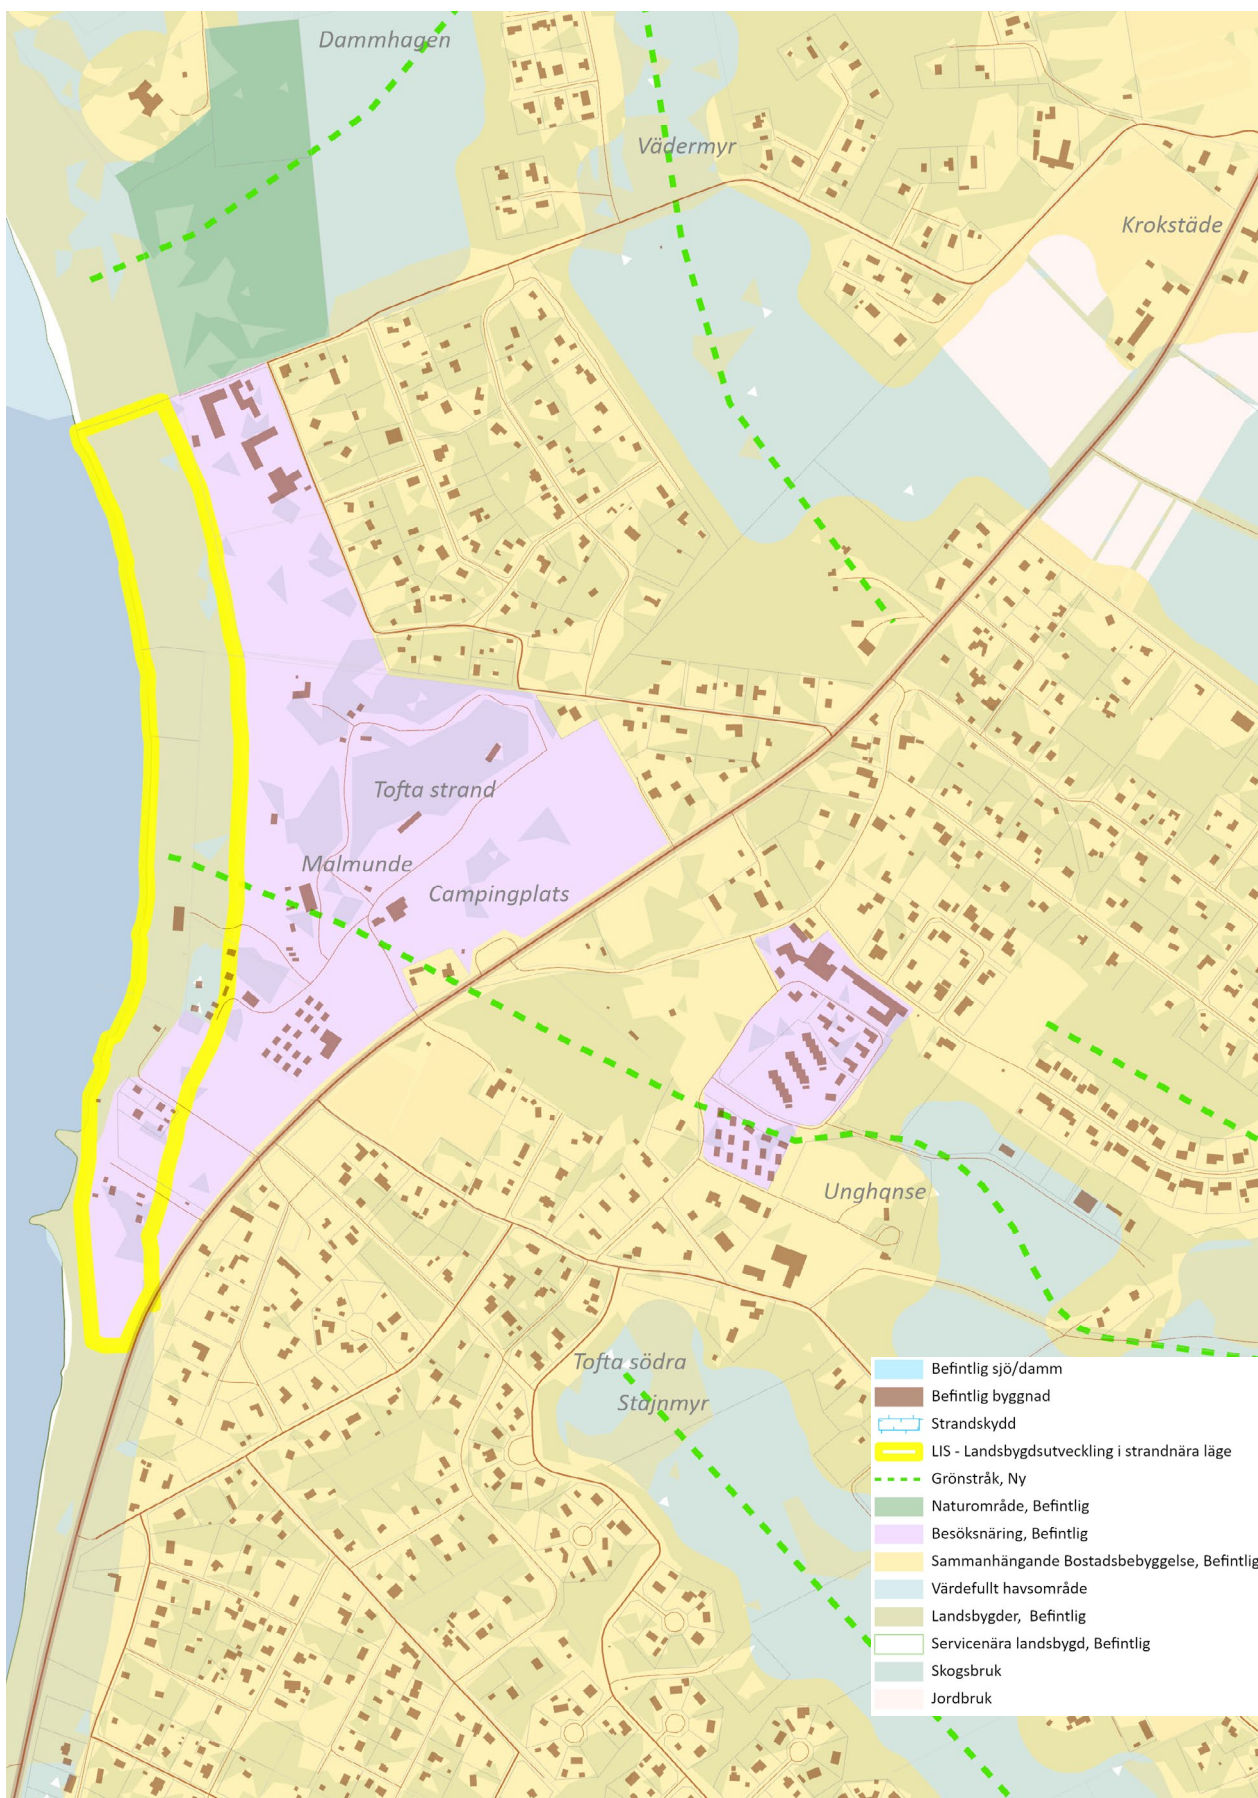 Dammhagen
Vädermyr
Krokstäde
Tofta strand
Malmunde
Campingplats
Unghanse
Tofta södra
Stajnmyr
Befintlig sjö/damm
Befintlig byggnad
Strandskydd
LIS - Landsbygdsutveckling i strandnära läge
Grönstråk, Ny
Naturområde, Befintlig
Besöksnäring, Befintlig
Sammanhängande Bostadsbebyggelse, Befintlig
Värdefullt havsområde
Landsbygder, Befintlig
Servicenära landsbygd, Befintlig
Skogsbruk
Jordbruk